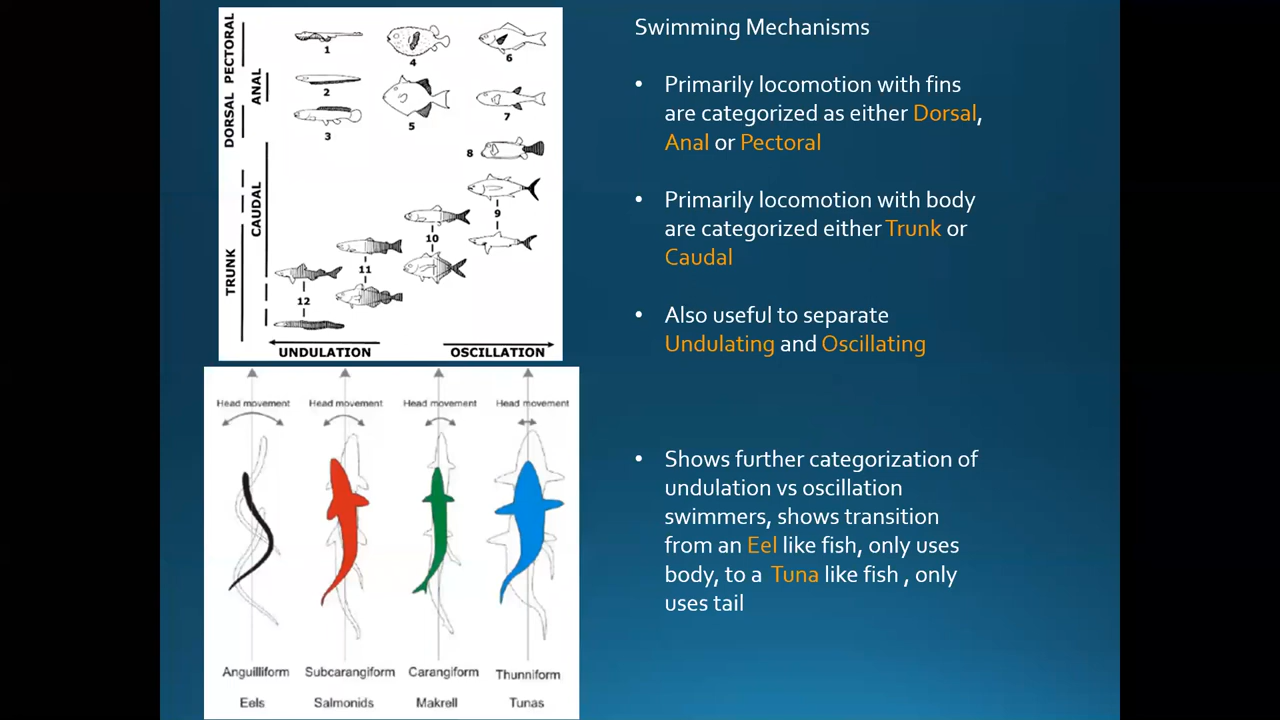 Swimming Mechanisms
• Primarily locomotion with fins
are categorized as either Dorsal,
Anal or Pectoral
• Primarily locomotion with body
are categorized either Trunk or
Caudal
• Also useful to separate
Undulating and Oscillating
• Shows further categorization of
undulation vs oscillation
swimmers, shows transition
from an Eel like fish, only uses
body, to a Tuna like fish , only
uses tail
PECTORAL
ANAL
DORSAL
CAUDAL
TRUNK
1
4
6
2
5
7
3
8
9
10
11
12
UNDULATION OSCILLATION
Head movement Head movement Head movement Head movement
Anguilliform Subcarangiform Carangiform Thunniform
Eels Salmonids Makrell Tunas